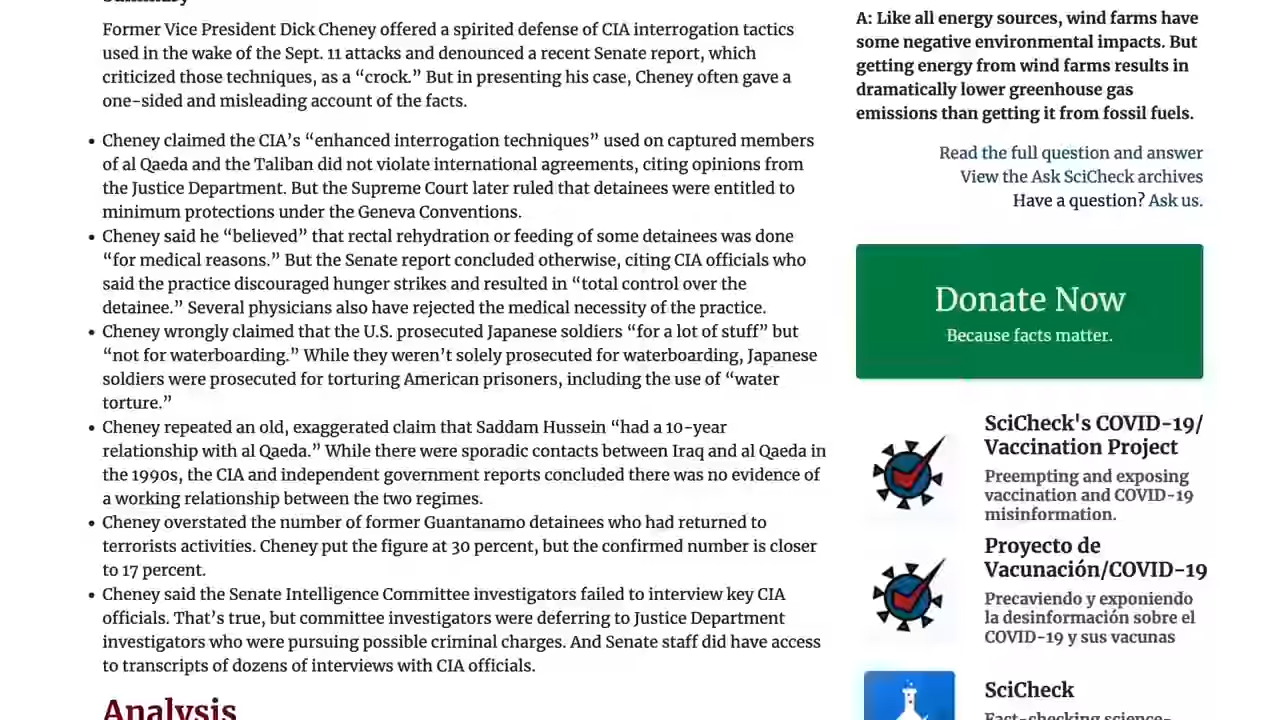 Former Vice President Dick Cheney offered a spirited defense of CIA interrogation tactics
used in the wake of the Sept. 11 attacks and denounced a recent Senate report, which
criticized those techniques, as a “crock.” But in presenting his case, Cheney often gave a
one-sided and misleading account of the facts.
• Cheney claimed the CIA’s “enhanced interrogation techniques” used on captured members
of al Qaeda and the Taliban did not violate international agreements, citing opinions from
the Justice Department. But the Supreme Court later ruled that detainees were entitled to
minimum protections under the Geneva Conventions.
• Cheney said he “believed” that rectal rehydration or feeding of some detainees was done
“for medical reasons.” But the Senate report concluded otherwise, citing CIA officials who
said the practice discouraged hunger strikes and resulted in “total control over the
detainee.” Several physicians also have rejected the medical necessity of the practice.
• Cheney wrongly claimed that the U.S. prosecuted Japanese soldiers “for a lot of stuff” but
“not for waterboarding.” While they weren’t solely prosecuted for waterboarding, Japanese
soldiers were prosecuted for torturing American prisoners, including the use of “water
torture.”
• Cheney repeated an old, exaggerated claim that Saddam Hussein “had a 10-year
relationship with al Qaeda.” While there were sporadic contacts between Iraq and al Qaeda in
the 1990s, the CIA and independent government reports concluded there was no evidence of
a working relationship between the two regimes.
• Cheney overstated the number of former Guantanamo detainees who had returned to
terrorists activities. Cheney put the figure at 30 percent, but the confirmed number is closer
to 17 percent.
• Cheney said the Senate Intelligence Committee investigators failed to interview key CIA
officials. That’s true, but committee investigators were deferring to Justice Department
investigators who were pursuing possible criminal charges. And Senate staff did have access
to transcripts of dozens of interviews with CIA officials.
Analysis
A: Like all energy sources, wind farms have
some negative environmental impacts. But
getting energy from wind farms results in
dramatically lower greenhouse gas
emissions than getting it from fossil fuels.
Read the full question and answer
View the Ask SciCheck archives
Have a question? Ask us.
Donate Now
Because facts matter.
SciCheck's COVID-19/
Vaccination Project
Preempting and exposing
vaccination and COVID-19
misinformation.
Proyecto de
Vacunación/COVID-19
Precaviendo y exponiendo
la desinformación sobre el
COVID-19 y sus vacunas
SciCheck
Fact-checking science-